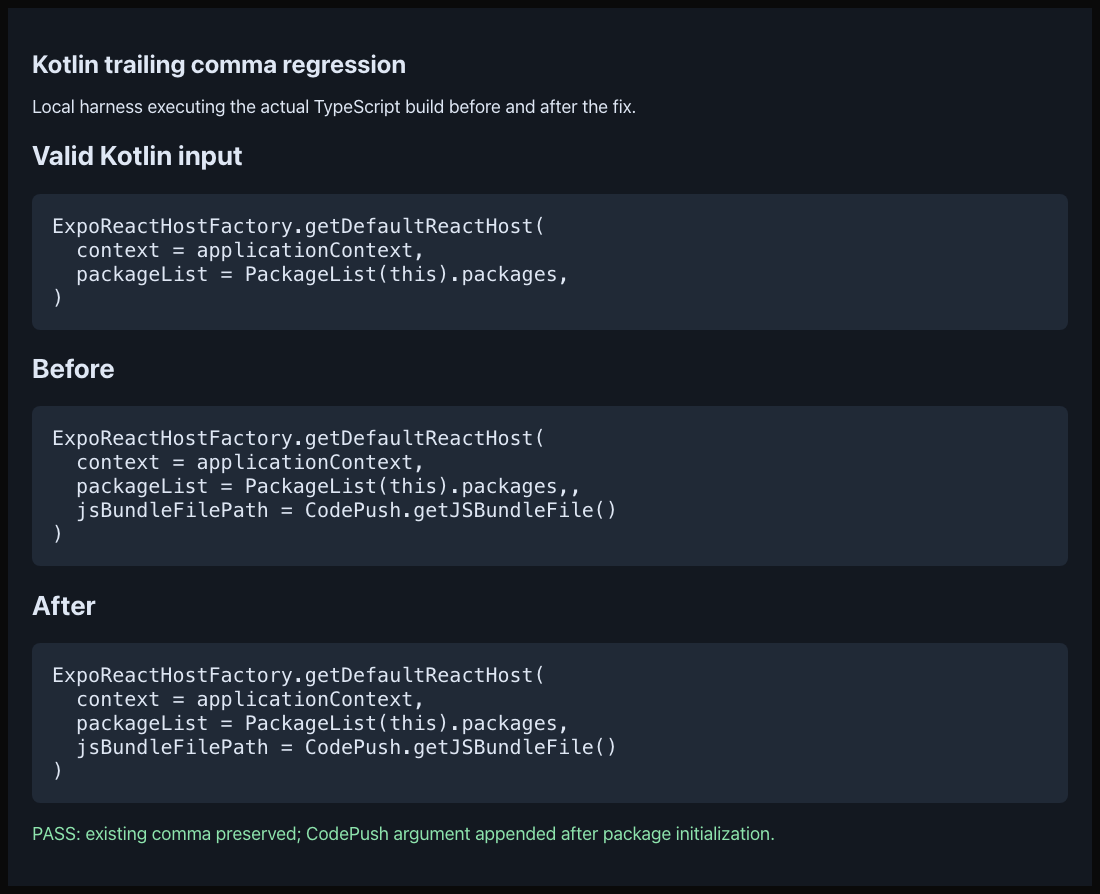 Kotlin trailing comma regression
Local harness executing the actual TypeScript build before and after the fix.
Valid Kotlin input
ExpoReactHostFactory.getDefaultReactHost(
  context = applicationContext,
  packageList = PackageList(this).packages,
)
Before
ExpoReactHostFactory.getDefaultReactHost(
  context = applicationContext,
  packageList = PackageList(this).packages,,
  jsBundleFilePath = CodePush.getJSBundleFile()
)
After
ExpoReactHostFactory.getDefaultReactHost(
  context = applicationContext,
  packageList = PackageList(this).packages,
  jsBundleFilePath = CodePush.getJSBundleFile()
)
PASS: existing comma preserved; CodePush argument appended after package initialization.